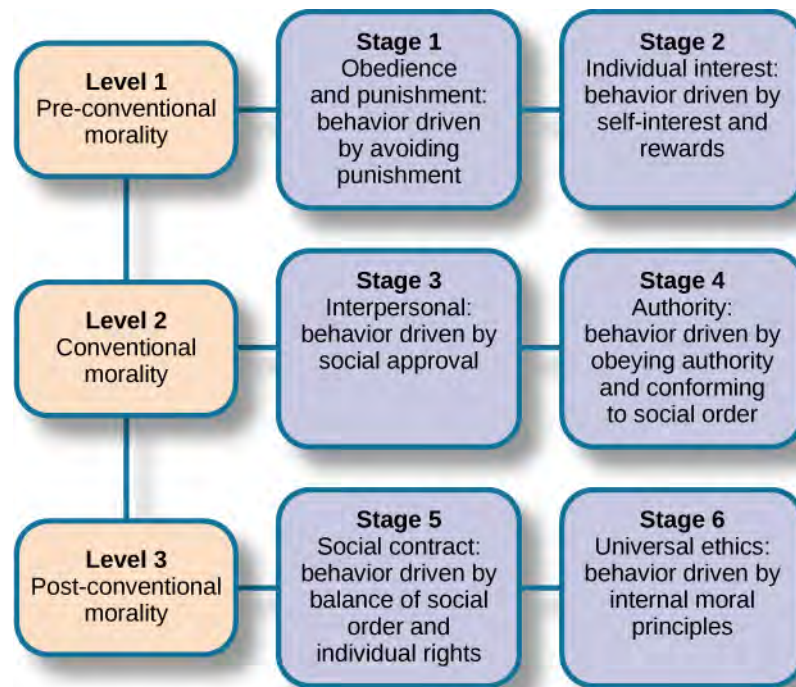 Level 1
Pre-conventional
morality
Stage 1
Obedience
and punishment:
behavior driven
by avoiding
punishment
Stage 2
Individual interest:
behavior driven by
self-interest and
rewards
Level 2
Conventional
morality
Stage 3
Interpersonal:
behavior driven by
social approval
Stage 4
Authority:
behavior driven by
obeying authority
and conforming
to social order
Level 3
Post-conventional
morality
Stage 5
Social contract:
behavior driven by
balance of social
order and
individual rights
Stage 6
Universal ethics:
behavior driven by
internal moral
principles